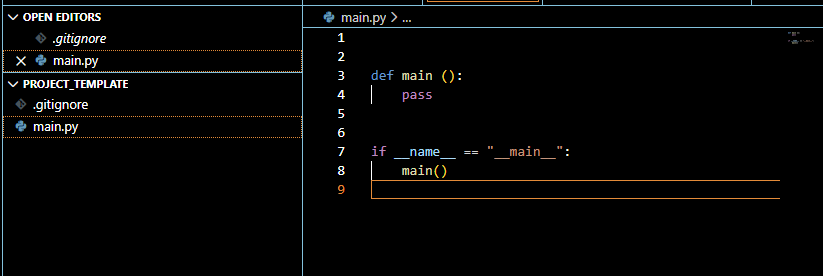 OPEN EDITORS
.gitignore
main.py
PROJECT_TEMPLATE
.gitignore
main.py
main.py > ...
1
2
3 def main ():
4     pass
5
6
7 if __name__ == "__main__":
8     main()
9